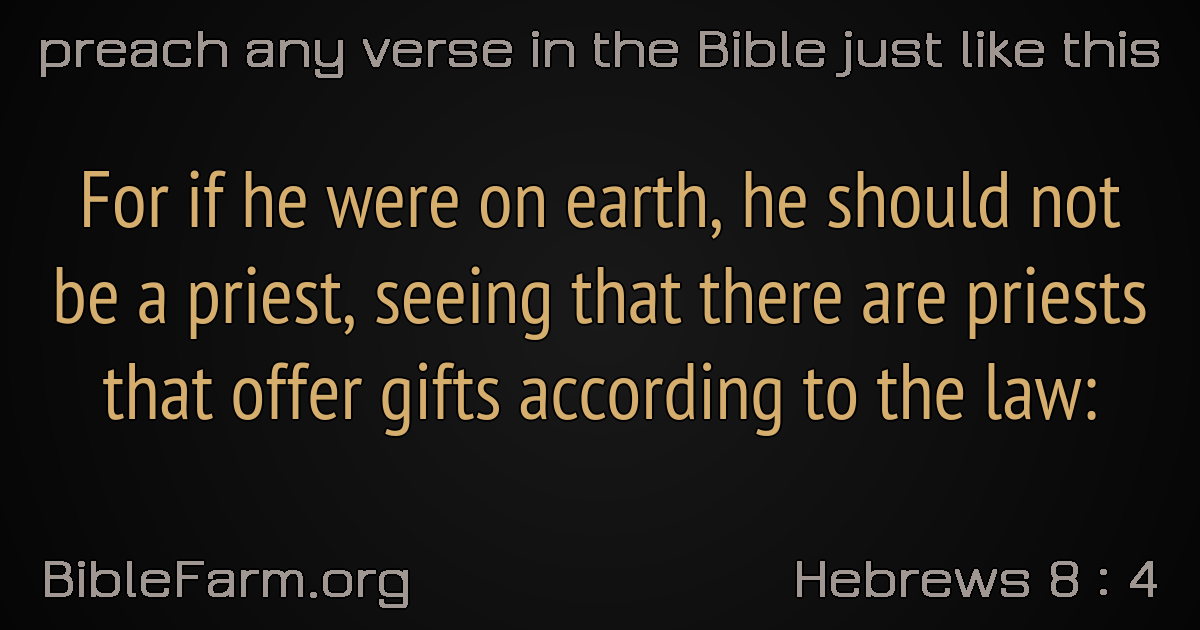 preach any verse in the Bible just like this
For if he were on earth, he should not
be a priest, seeing that there are priests
that offer gifts according to the law:
BibleFarm.org
Hebrews 8 : 4